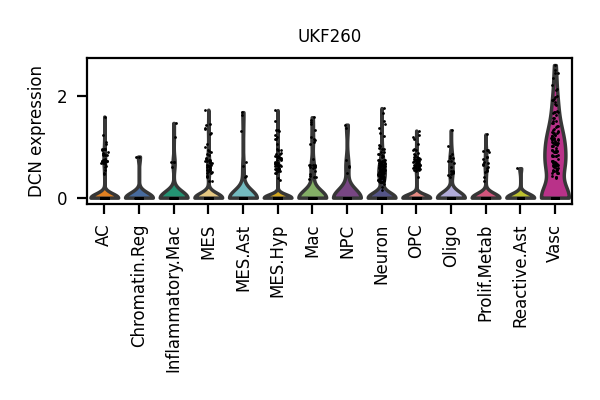 UKF260
DCN expression
2
0
AC
Chromatin.Reg
Inflammatory.Mac
MES
MES.Ast
MES.Hyp
Mac
NPC
Neuron
OPC
Oligo
Prolif.Metab
Reactive.Ast
Vasc